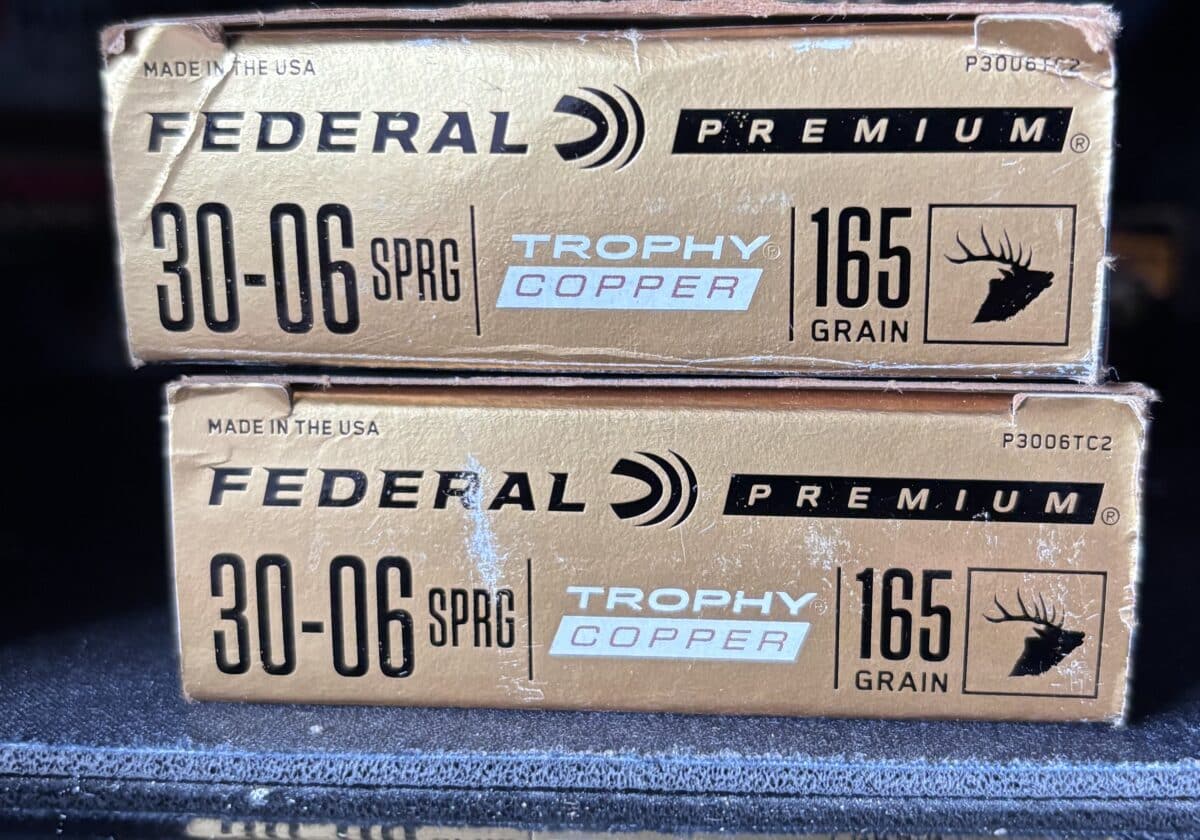 MADE IN THE USA P3006TC2
FEDERAL PREMIUM®
30-06 SPRG TROPHY® COPPER 165 GRAIN
MADE IN THE USA P3006TC2
FEDERAL PREMIUM®
30-06 SPRG TROPHY® COPPER 165 GRAIN